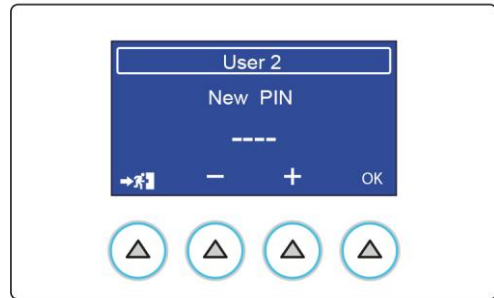 User 2
New PIN
----
− + OK